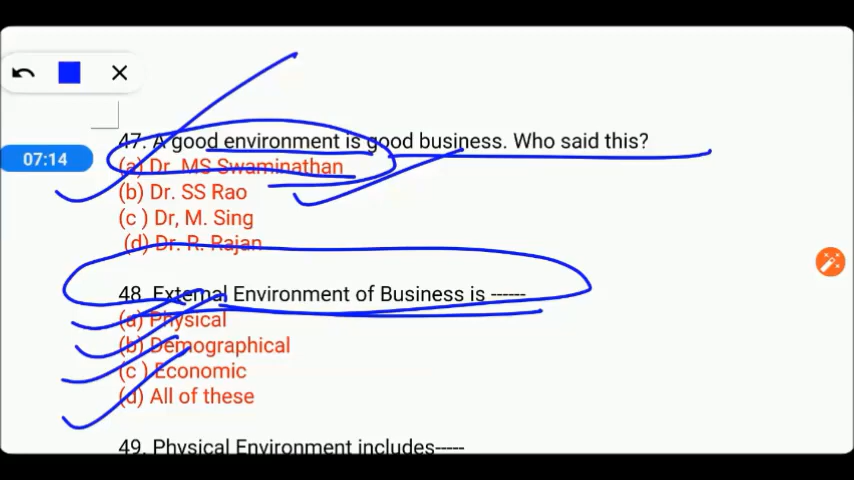 07:14
47. A good environment is good business. Who said this?
(a) Dr. MS Swaminathan
(b) Dr. SS Rao
(c ) Dr, M. Sing
(d) Dr. R. Rajan
48. External Environment of Business is ------
(a) Physical
(b) Demographical
(c ) Economic
(d) All of these
49. Physical Environment includes-----